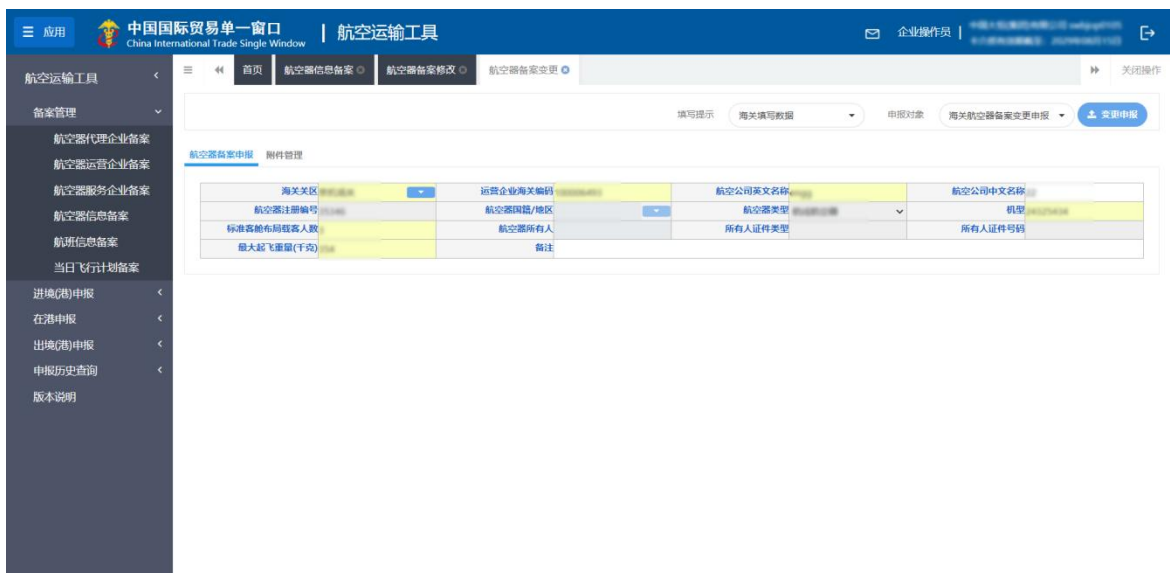 应用
中国国际贸易单一窗口 | 航空运输工具
China International Trade Single Window
企业操作员
航空运输工具
首页 航空器信息备案 航空器备案修改 航空器备案变更 关闭操作
备案管理
航空器代理企业备案
航空器运营企业备案
航空器服务企业备案
航空器信息备案
航班信息备案
当日飞行计划备案
进境(港)申报
在港申报
出境(港)申报
申报历史查询
版本说明
填写提示 海关填写数据 申报对象 海关航空器备案变更申报 变更申报
航空器备案申报 附件管理
海关关区 运营企业海关编码 航空公司英文名称 航空公司中文名称
航空器注册编号 航空器国籍/地区 航空器类型 机型
标准客舱布局载客人数 航空器所有人 所有人证件类型 所有人证件号码
最大起飞重量(千克) 备注